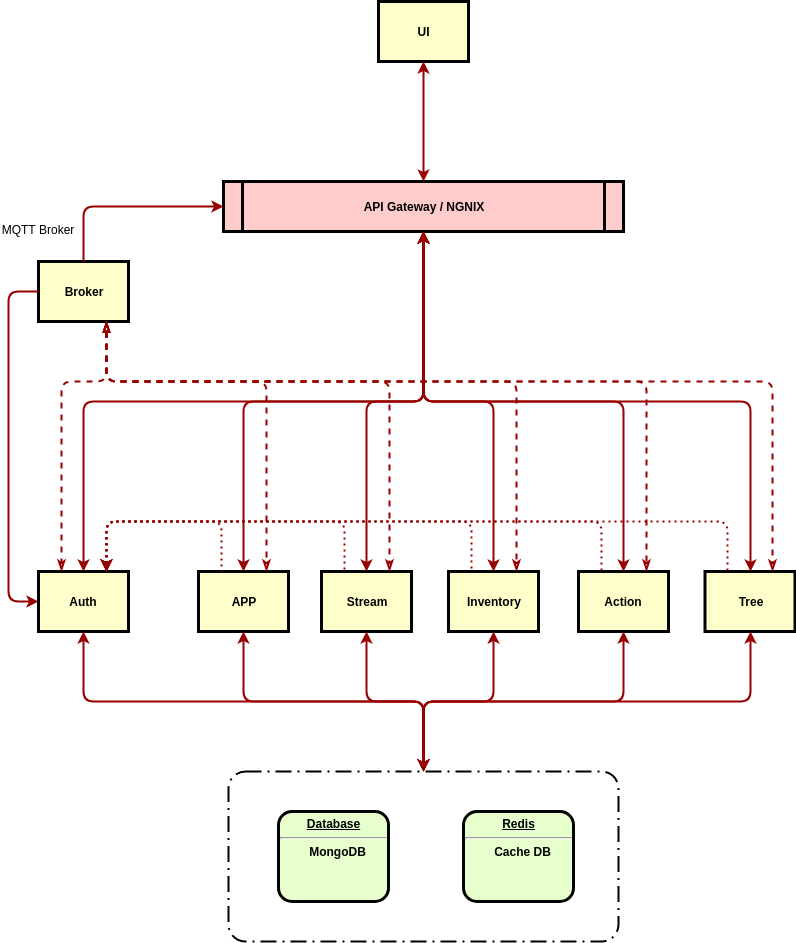 UI
API Gateway / NGNIX
MQTT Broker
Broker
Auth
APP
Stream
Inventory
Action
Tree
Database
MongoDB
Redis
Cache DB